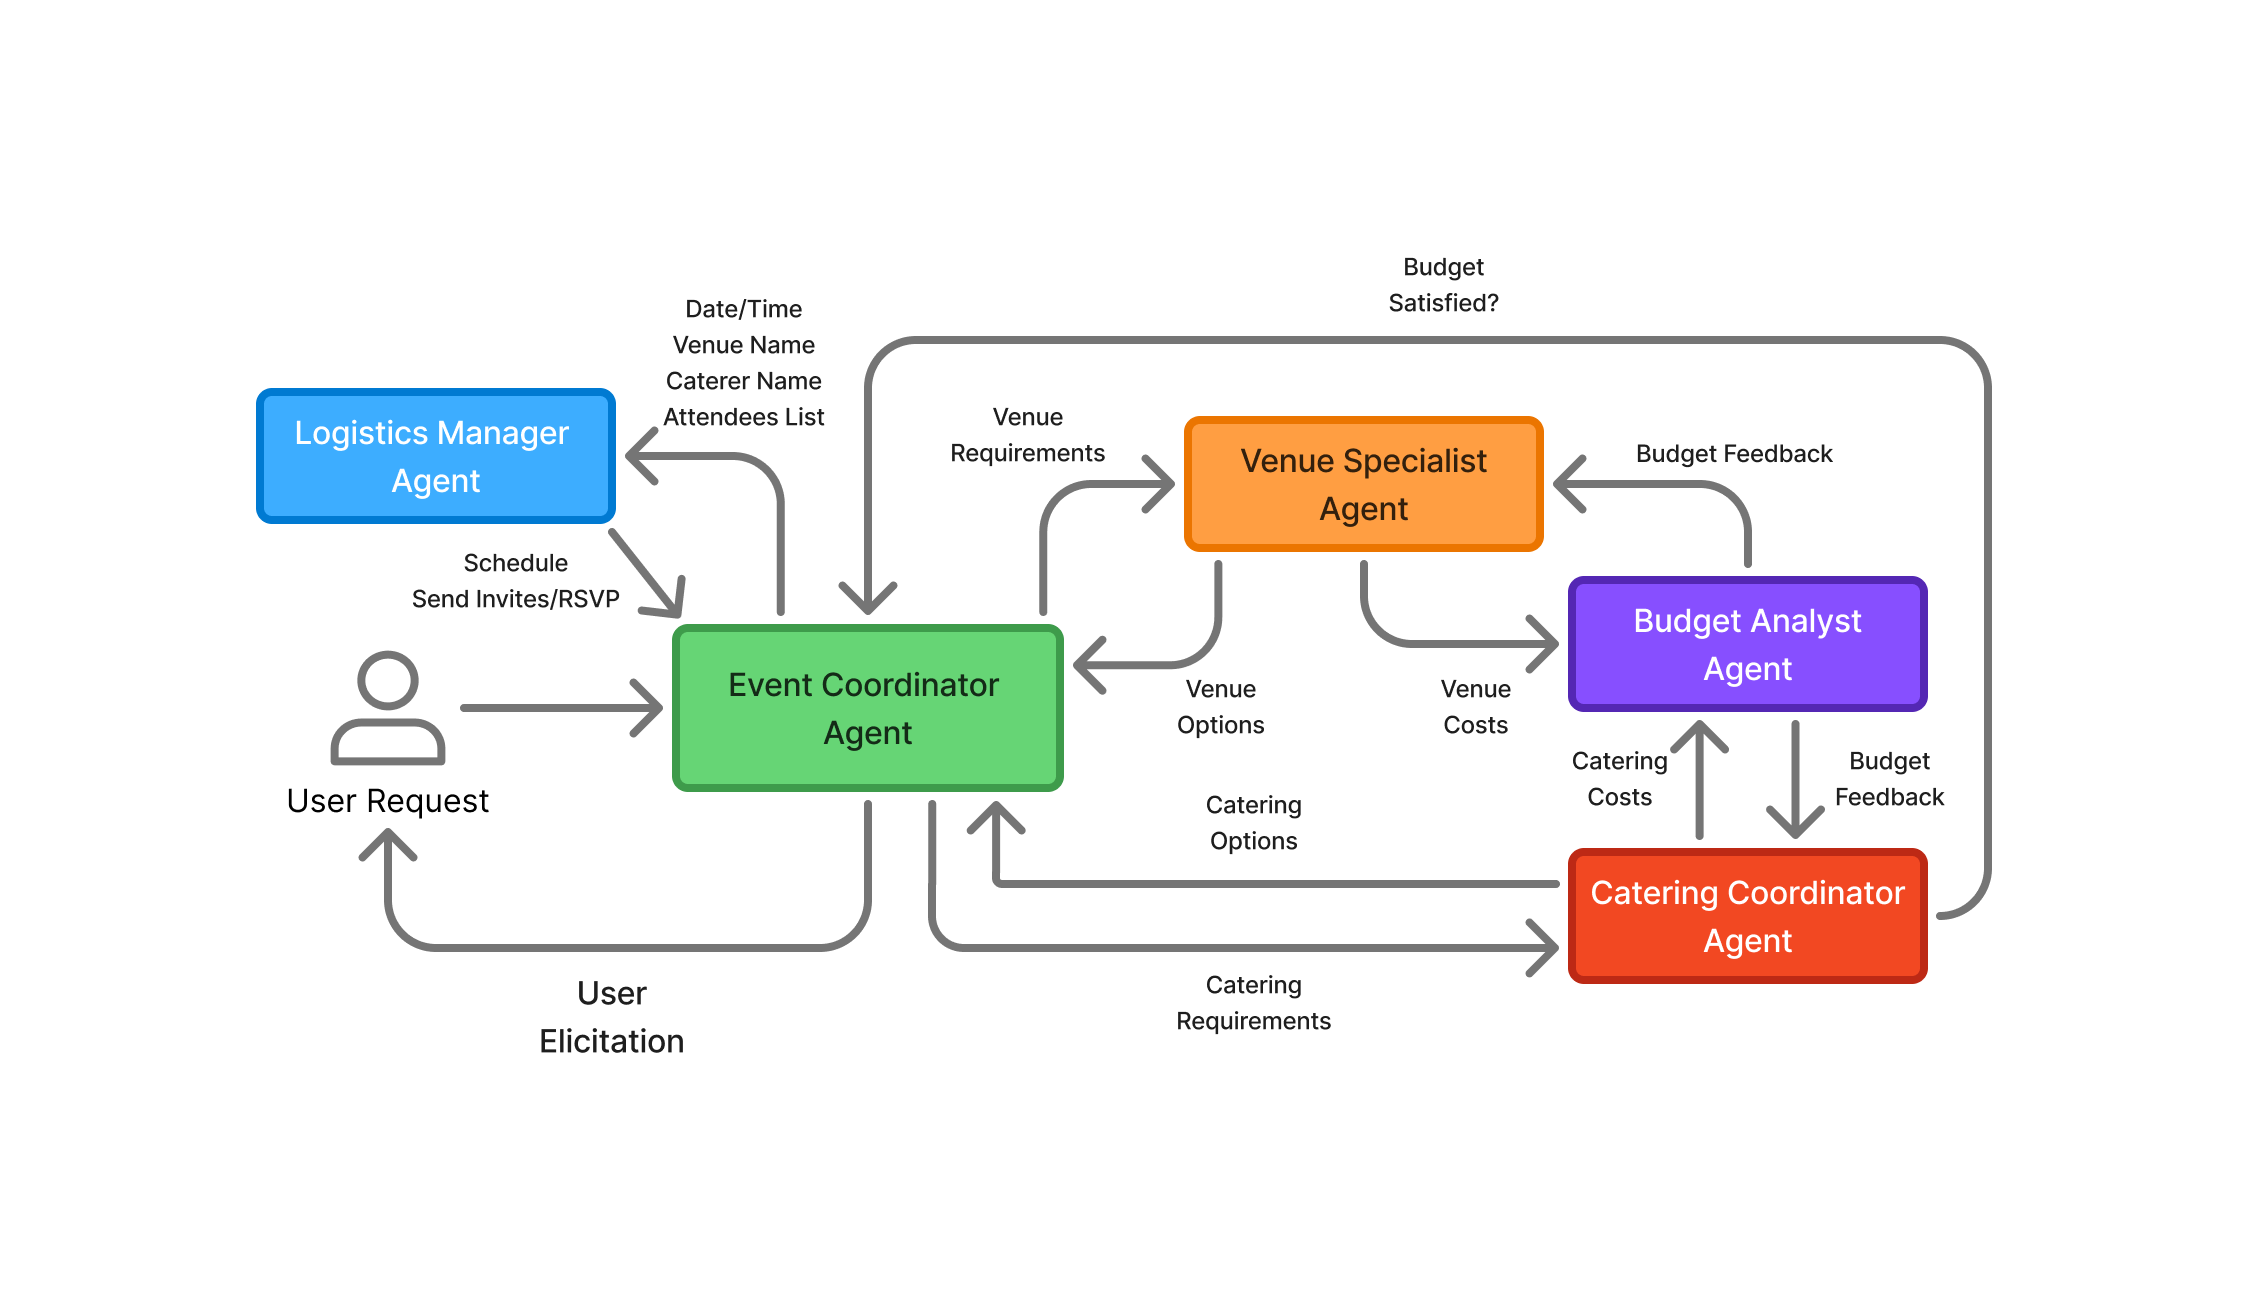 Budget
Satisfied?
Date/Time
Venue Name
Caterer Name
Attendees List
Logistics Manager
Agent
Venue
Requirements
Venue Specialist
Agent
Budget Feedback
Schedule
Send Invites/RSVP
Budget Analyst
Agent
Event Coordinator
Agent
Venue
Options
Venue
Costs
Catering
Costs
Budget
Feedback
User Request
Catering
Options
Catering Coordinator
Agent
Catering
Requirements
User
Elicitation